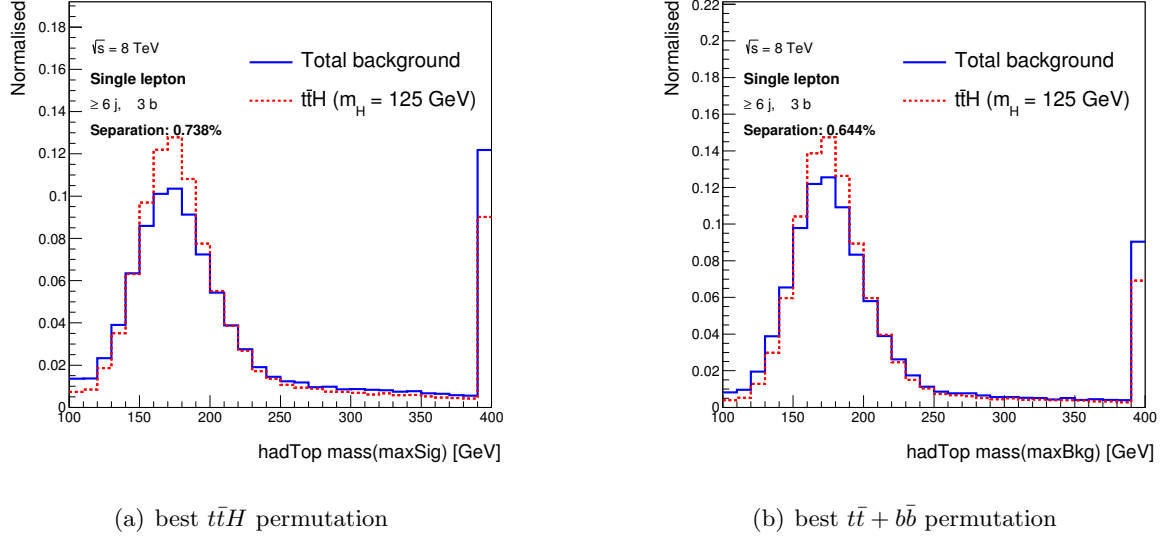 Normalised
0.18
0.16
0.14
0.12
0.1
0.08
0.06
0.04
0.02
0
√s = 8 TeV
Single lepton
≥ 6 j, 3 b
Separation: 0.738%
Total background
tt̄H (m_H = 125 GeV)
100 150 200 250 300 350 400
hadTop mass(maxSig) [GeV]
(a) best tt̄H permutation
Normalised
0.22
0.2
0.18
0.16
0.14
0.12
0.1
0.08
0.06
0.04
0.02
0
√s = 8 TeV
Single lepton
≥ 6 j, 3 b
Separation: 0.644%
Total background
tt̄H (m_H = 125 GeV)
100 150 200 250 300 350 400
hadTop mass(maxBkg) [GeV]
(b) best tt̄ + bb̄ permutation